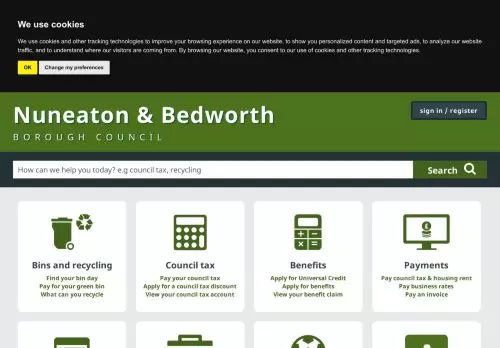 We use cookies
We use cookies and other tracking technologies to improve your browsing experience on our website, to show you personalized content and targeted ads, to analyze our website
traffic, and to understand where our visitors are coming from. By browsing our website, you consent to our use of cookies and other tracking technologies.
OK Change my preferences
Nuneaton & Bedworth
BOROUGH COUNCIL
sign in / register
How can we help you today? e.g council tax, recycling
Search
Bins and recycling
Find your bin day
Pay for your green bin
What can you recycle
Council tax
Pay your council tax
Apply for a council tax discount
View your council tax account
Benefits
Apply for Universal Credit
Apply for benefits
View your benefit claim
Payments
Pay council tax & housing rent
Pay business rates
Pay an invoice